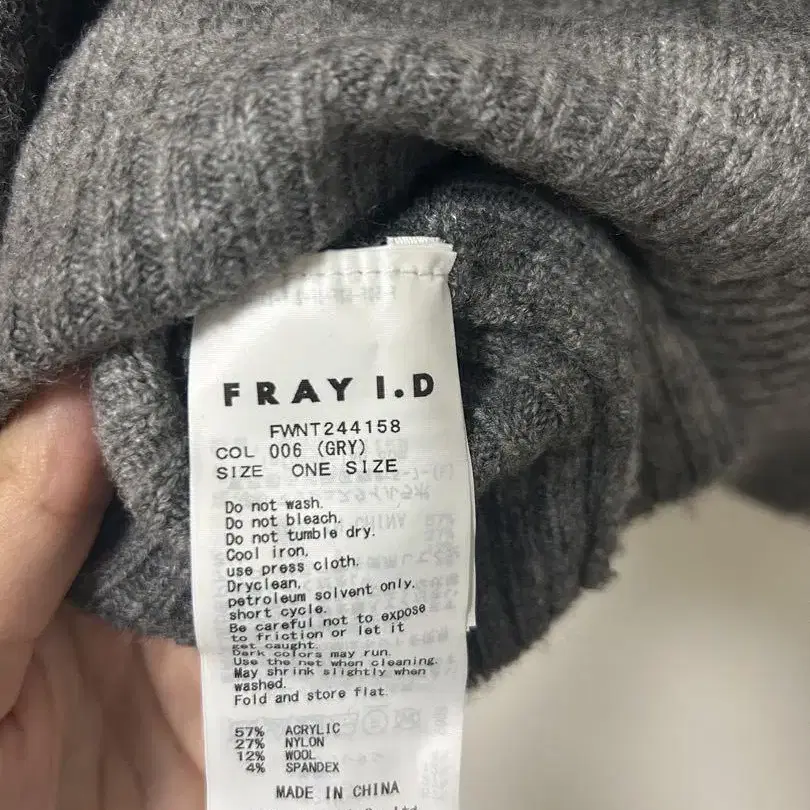 FRAY I.D
FWNT244158
COL 006 (GRY)
SIZE ONE SIZE
Do not wash.
Do not bleach.
Do not tumble dry.
Cool iron,
use press cloth.
Dryclean,
petroleum solvent only.
short cycle.
Be careful not to expose
to friction or let it
get caught.
Dark colors may run.
Use the net when cleaning.
May shrink slightly when
washed.
Fold and store flat.
57% ACRYLIC
27% NYLON
12% WOOL
4% SPANDEX
MADE IN CHINA